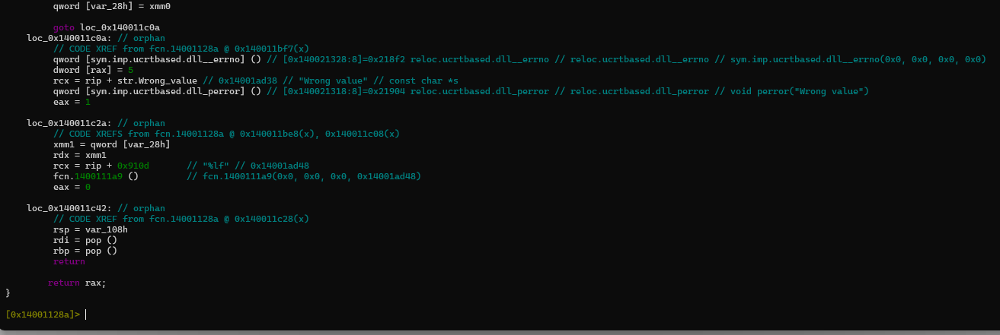 qword [var_28h] = xmm0
goto loc_0x140011c0a
loc_0x140011c0a: // orphan
// CODE XREF from fcn.14001128a @ 0x140011bf7(x)
qword [sym.imp.ucrtbased.dll__errno] () // [0x140021328:8]=0x218f2 reloc.ucrtbased.dll__errno // reloc.ucrtbased.dll__errno // sym.imp.ucrtbased.dll__errno(0x0, 0x0, 0x0, 0x0)
dword [rax] = 5
rcx = rip + str.Wrong_value // 0x14001ad38 // "Wrong value" // const char *s
qword [sym.imp.ucrtbased.dll_perror] () // [0x140021318:8]=0x21904 reloc.ucrtbased.dll_perror // reloc.ucrtbased.dll_perror // void perror("Wrong value")
eax = 1
loc_0x140011c2a: // orphan
// CODE XREFS from fcn.14001128a @ 0x140011be8(x), 0x140011c08(x)
xmm1 = qword [var_28h]
rdx = xmm1
rcx = rip + 0x910d // "%lf" // 0x14001ad48
fcn.1400111a9 () // fcn.1400111a9(0x0, 0x0, 0x0, 0x14001ad48)
eax = 0
loc_0x140011c42: // orphan
// CODE XREF from fcn.14001128a @ 0x140011c28(x)
rsp = var_108h
rdi = pop ()
rbp = pop ()
return
return rax;
}
[0x14001128a]>